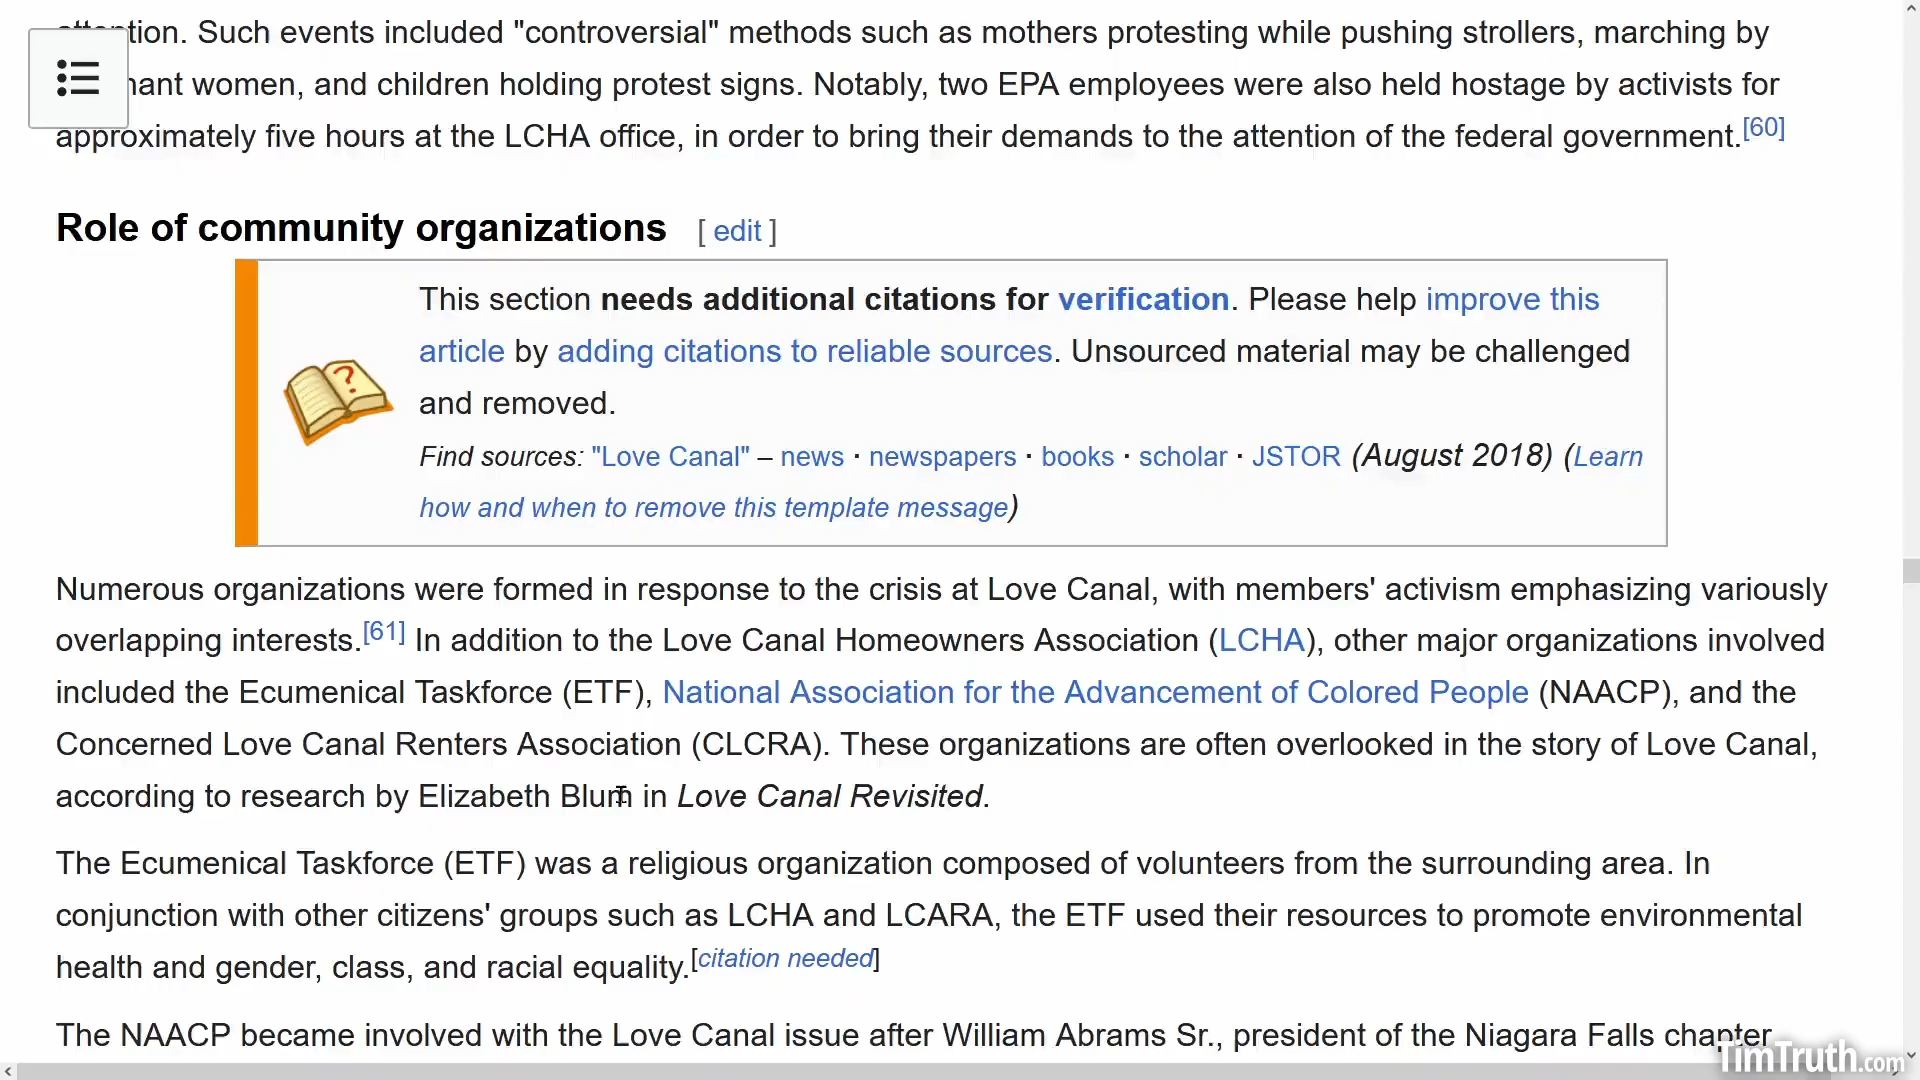 tion. Such events included "controversial" methods such as mothers protesting while pushing strollers, marching by
nant women, and children holding protest signs. Notably, two EPA employees were also held hostage by activists for
approximately five hours at the LCHA office, in order to bring their demands to the attention of the federal government.[60]
Role of community organizations [ edit ]
This section needs additional citations for verification. Please help improve this
article by adding citations to reliable sources. Unsourced material may be challenged
and removed.
Find sources: "Love Canal" – news · newspapers · books · scholar · JSTOR (August 2018) (Learn
how and when to remove this template message)
Numerous organizations were formed in response to the crisis at Love Canal, with members' activism emphasizing variously
overlapping interests.[61] In addition to the Love Canal Homeowners Association (LCHA), other major organizations involved
included the Ecumenical Taskforce (ETF), National Association for the Advancement of Colored People (NAACP), and the
Concerned Love Canal Renters Association (CLCRA). These organizations are often overlooked in the story of Love Canal,
according to research by Elizabeth Blum in Love Canal Revisited.
The Ecumenical Taskforce (ETF) was a religious organization composed of volunteers from the surrounding area. In
conjunction with other citizens' groups such as LCHA and LCARA, the ETF used their resources to promote environmental
health and gender, class, and racial equality.[citation needed]
The NAACP became involved with the Love Canal issue after William Abrams Sr., president of the Niagara Falls chapter
TimTruth.com